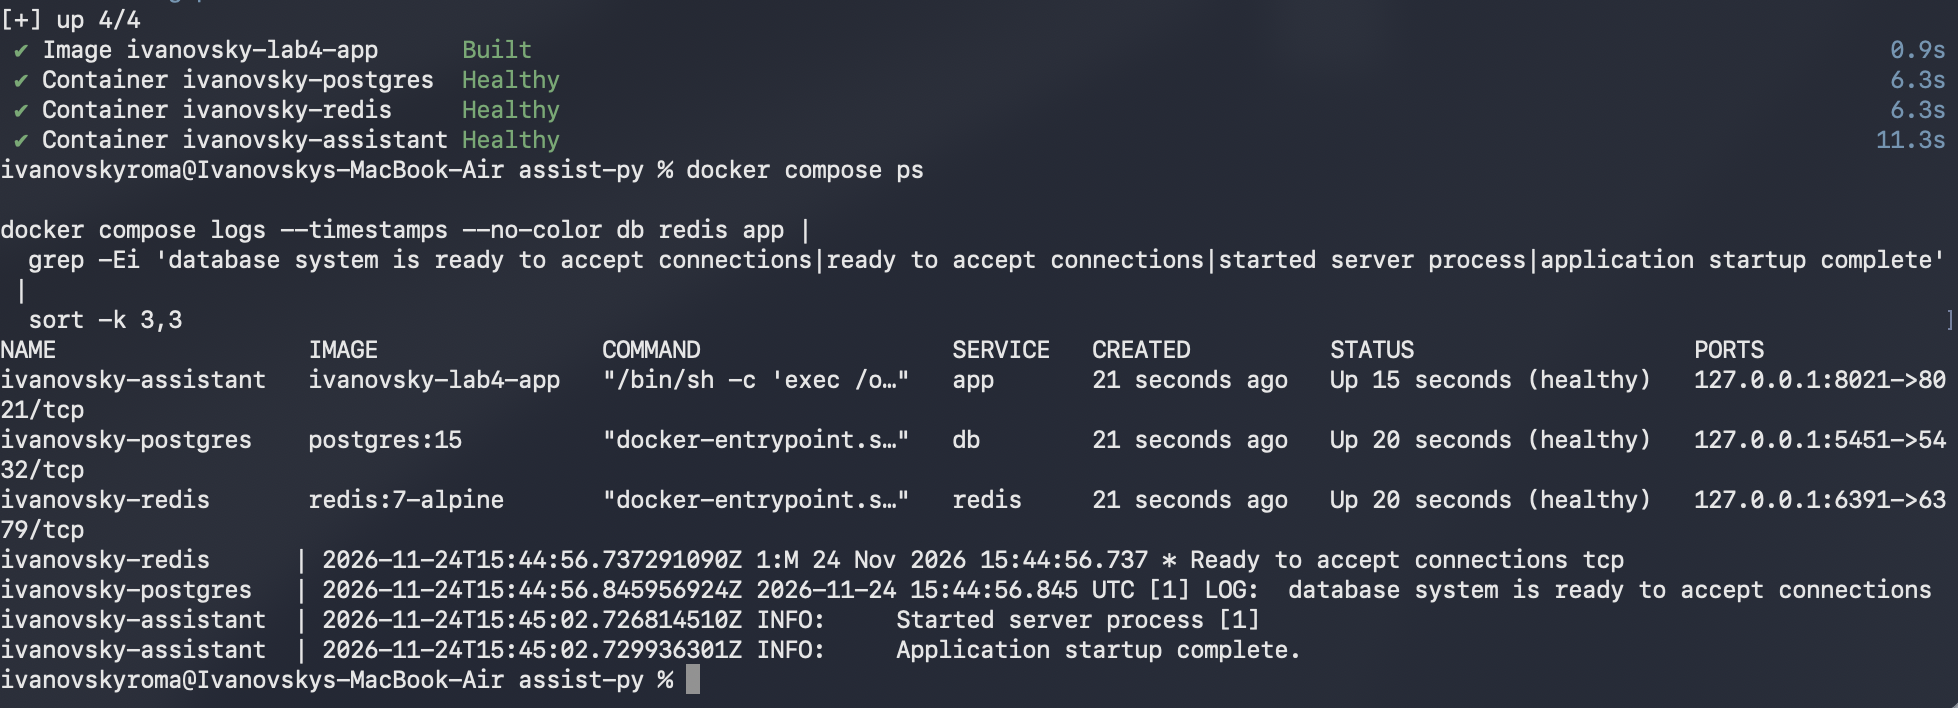 [+] up 4/4
✔ Image ivanovsky-lab4-app Built 0.9s
✔ Container ivanovsky-postgres Healthy 6.3s
✔ Container ivanovsky-redis Healthy 6.3s
✔ Container ivanovsky-assistant Healthy 11.3s
ivanovskyroma@Ivanovskys-MacBook-Air assist-py % docker compose ps
docker compose logs --timestamps --no-color db redis app |
grep -Ei 'database system is ready to accept connections|ready to accept connections|started server process|application startup complete'
|
sort -k 3,3 ]
NAME IMAGE COMMAND SERVICE CREATED STATUS PORTS
ivanovsky-assistant ivanovsky-lab4-app "/bin/sh -c 'exec /o…" app 21 seconds ago Up 15 seconds (healthy) 127.0.0.1:8021->80
21/tcp
ivanovsky-postgres postgres:15 "docker-entrypoint.s…" db 21 seconds ago Up 20 seconds (healthy) 127.0.0.1:5451->54
32/tcp
ivanovsky-redis redis:7-alpine "docker-entrypoint.s…" redis 21 seconds ago Up 20 seconds (healthy) 127.0.0.1:6391->63
79/tcp
ivanovsky-redis | 2026-11-24T15:44:56.737291090Z 1:M 24 Nov 2026 15:44:56.737 * Ready to accept connections tcp
ivanovsky-postgres | 2026-11-24T15:44:56.845956924Z 2026-11-24 15:44:56.845 UTC [1] LOG: database system is ready to accept connections
ivanovsky-assistant | 2026-11-24T15:45:02.726814510Z INFO: Started server process [1]
ivanovsky-assistant | 2026-11-24T15:45:02.729936301Z INFO: Application startup complete.
ivanovskyroma@Ivanovskys-MacBook-Air assist-py %